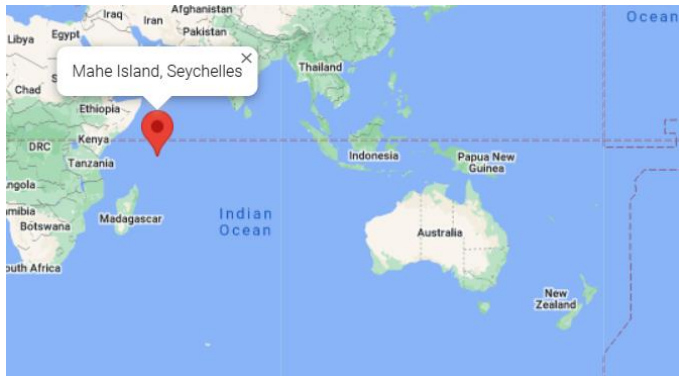 Afghanistan
Iraq
Iran
Ocean
Libya
Egypt
Pakistan
Mahe Island, Seychelles
Thailand
Chad
S
Ethiopia
Kenya
DRC
Tanzania
Indonesia
Papua New
Guinea
ngola
mibia
Botswana
Madagascar
Indian
Ocean
Australia
outh Africa
New
Zealand